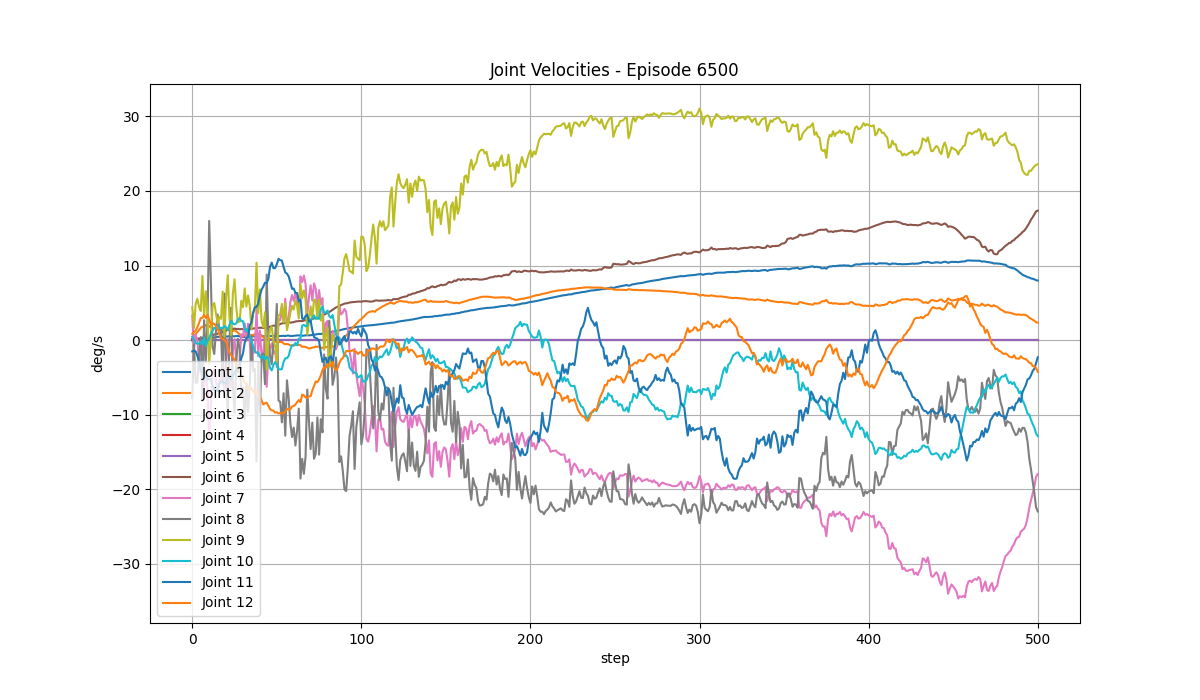 Joint Velocities - Episode 6500
deg/s
30
20
10
0
−10
−20
−30
Joint 1
Joint 2
Joint 3
Joint 4
Joint 5
Joint 6
Joint 7
Joint 8
Joint 9
Joint 10
Joint 11
Joint 12
0 100 200 300 400 500
step